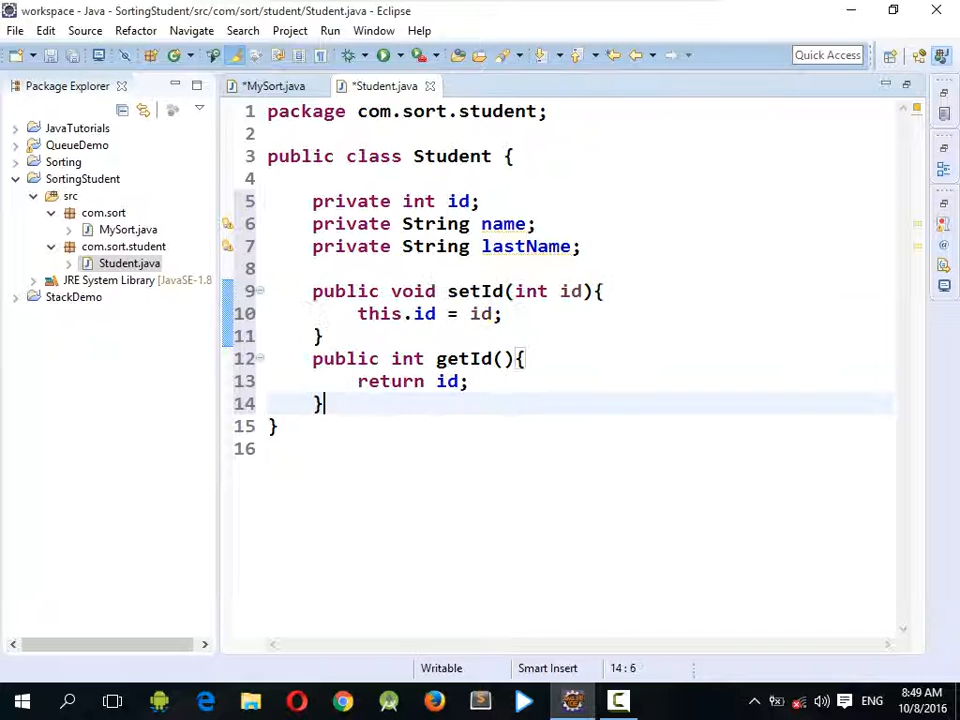 workspace - Java - SortingStudent/src/com/sort/student/Student.java - Eclipse
File Edit Source Refactor Navigate Search Project Run Window Help
Quick Access
Package Explorer
*MySort.java
*Student.java
JavaTutorials
QueueDemo
Sorting
SortingStudent
src
com.sort
MySort.java
com.sort.student
Student.java
JRE System Library [JavaSE-1.8
StackDemo
1 package com.sort.student;
2
3 public class Student {
4
5 private int id;
6 private String name;
7 private String lastName;
8
9 public void setId(int id){
10 this.id = id;
11 }
12 public int getId(){
13 return id;
14 }
15 }
16
Writable Smart Insert 14 : 6
ENG
8:49 AM
10/8/2016